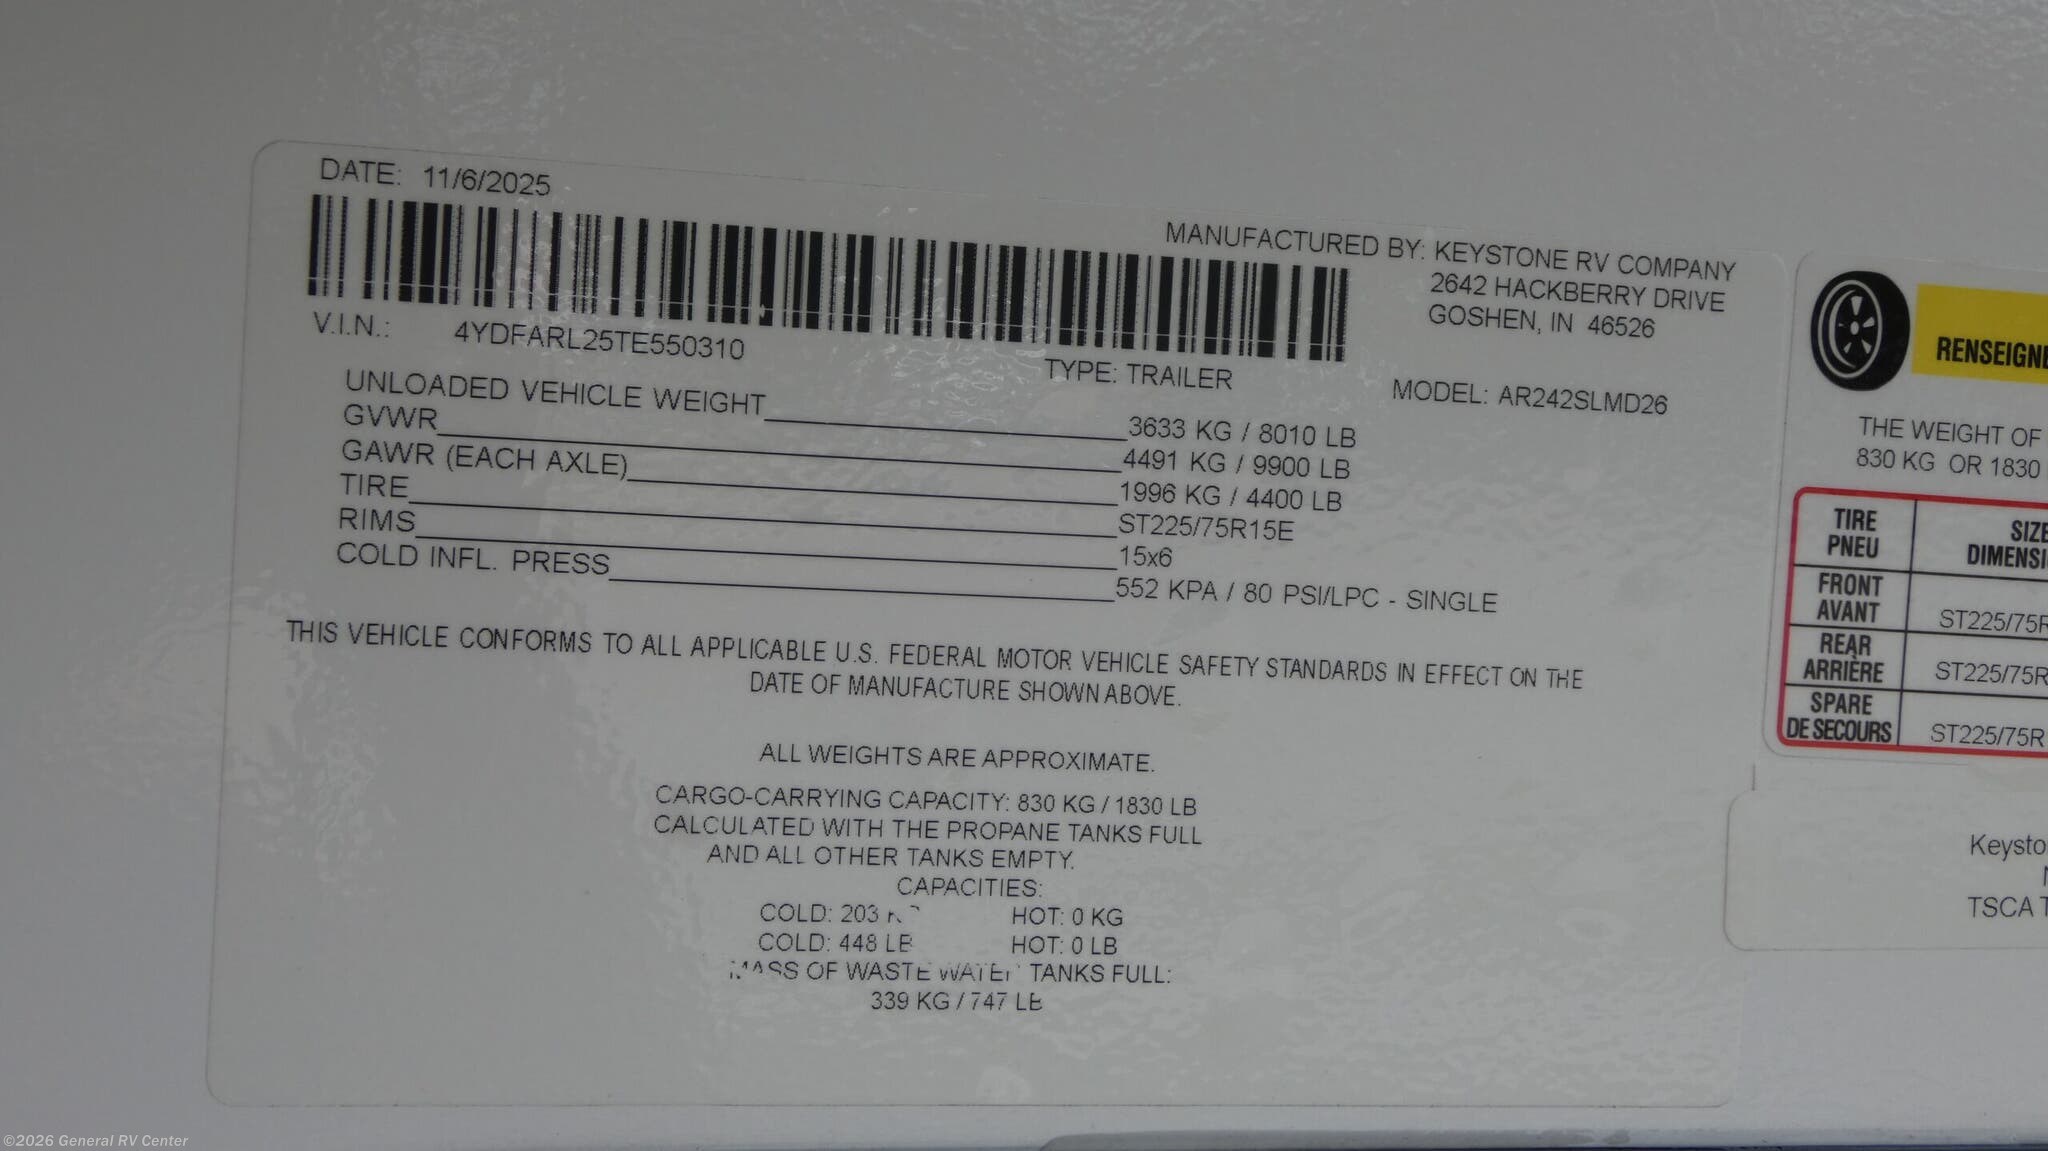 DATE: 11/6/2025
MANUFACTURED BY: KEYSTONE RV COMPANY
2642 HACKBERRY DRIVE
GOSHEN, IN 46526
V.I.N.: 4YDFARL25TE550310
TYPE: TRAILER
MODEL: AR242SLMD26
UNLOADED VEHICLE WEIGHT 3633 KG / 8010 LB
GVWR 4491 KG / 9900 LB
GAWR (EACH AXLE) 1996 KG / 4400 LB
TIRE ST225/75R15E
RIMS 15x6
COLD INFL. PRESS 552 KPA / 80 PSI/LPC - SINGLE
THIS VEHICLE CONFORMS TO ALL APPLICABLE U.S. FEDERAL MOTOR VEHICLE SAFETY STANDARDS IN EFFECT ON THE
DATE OF MANUFACTURE SHOWN ABOVE.
ALL WEIGHTS ARE APPROXIMATE.
CARGO-CARRYING CAPACITY: 830 KG / 1830 LB
CALCULATED WITH THE PROPANE TANKS FULL
AND ALL OTHER TANKS EMPTY.
CAPACITIES:
COLD: 203 HOT: 0 KG
COLD: 448 LB HOT: 0 LB
MASS OF WASTE WATER TANKS FULL:
339 KG / 747 LB
RENSEIGNE
THE WEIGHT OF
830 KG OR 1830
TIRE SIZE
PNEU DIMENSI
FRONT
AVANT ST225/75R
REAR
ARRIÈRE ST225/75R
SPARE
DE SECOURS ST225/75R
Keysto
TSCA T
©2026 General RV Center